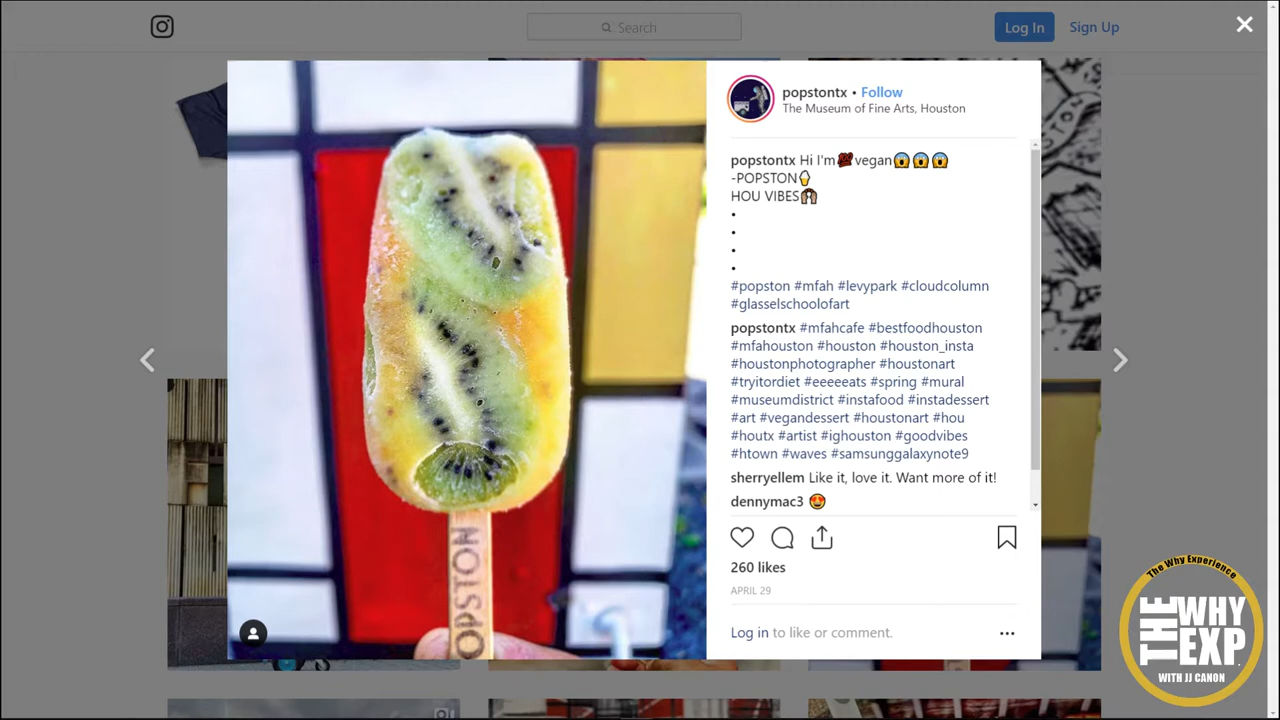 Search
Log In
Sign Up
popstontx • Follow
The Museum of Fine Arts, Houston
popstontx Hi I'm💯vegan😱😱😱
-POPSTON🍦
HOU VIBES🙌🏽
•
•
•
•
#popston #mfah #levypark #cloudcolumn
#glasselschoolofart
popstontx #mfahcafe #bestfoodhouston
#mfahouston #houston #houston_insta
#houstonphotographer #houstonart
#tryitordiet #eeeeeats #spring #mural
#museumdistrict #instafood #instadessert
#art #vegandessert #houstonart #hou
#houtx #artist #ighouston #goodvibes
#htown #waves #samsunggalaxynote9
sherryellem Like it, love it. Want more of it!
dennymac3 😍
260 likes
APRIL 29
Log in to like or comment.
OPSTON
The Why Experience
THE WHY
EXP.
WITH JJ CANON